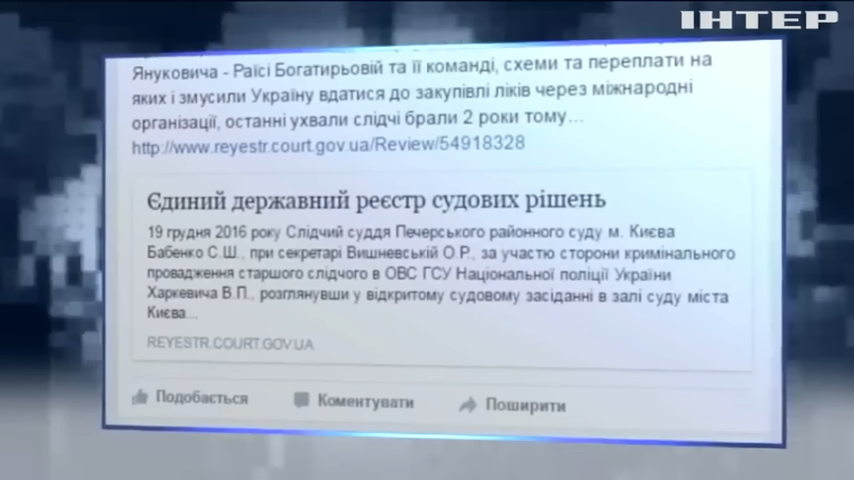 ІНТЕР
Януковича - Раїсі Богатирьовій та її команді, схеми та переплати на
яких і змусили Україну вдатися до закупівлі ліків через міжнародні
організації, останні ухвали слідчі брали 2 роки тому…
http://www.reyestr.court.gov.ua/Review/54918328
Єдиний державний реєстр судових рішень
19 грудня 2016 року Слідчий суддя Печерського районного суду м. Києва
Бабенко С.Ш., при секретарі Вишневській О.Р., за участю сторони кримінального
провадження старшого слідчого в ОВС ГСУ Національної поліції України
Харкевича В.П., розглянувши у відкритому судовому засіданні в залі суду міста
Києва...
REYESTR.COURT.GOV.UA
Подобається Коментувати Поширити